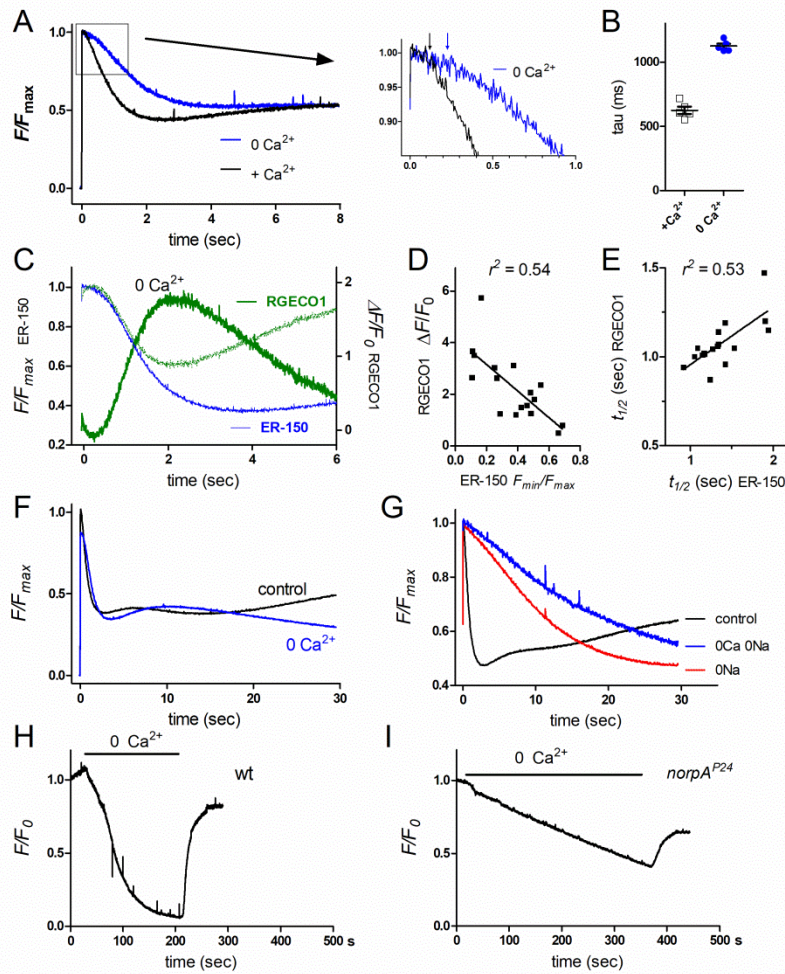 A
B
1.0
0.5
0.0
F/Fmax
0 Ca²⁺
+ Ca²⁺
0 2 4 6 8
time (sec)
1.00
0.95
0.90
0 Ca²⁺
0.0 0.5 1.0
tau (ms)
1000
500
0
+Ca²⁺ 0 Ca²⁺
C
D
E
0 Ca²⁺
RGECO1
ER-150
F/Fmax ER-150
1.0
0.8
0.6
0.4
0.2
2
1
0
ΔF/F0 RGECO1
0 2 4 6
time (sec)
r² = 0.54
RGECO1 ΔF/F0
6
4
2
0
0.0 0.2 0.4 0.6 0.8
ER-150 Fmin/Fmax
r² = 0.53
t1/2 (sec) RGECO1
1.5
1.0
0.5
1.0 1.5 2.0
t1/2 (sec) ER-150
F
G
F/Fmax
1.0
0.5
0.0
control
0 Ca²⁺
0 10 20 30
time (sec)
F/Fmax
1.0
0.8
0.6
0.4
control
0Ca 0Na
0Na
0 10 20 30
time (sec)
H
I
0 Ca²⁺
wt
F/F0
1.0
0.5
0.0
0 100 200 300 400 500 s
time (sec)
0 Ca²⁺
norpAP24
F/F0
1.0
0.5
0.0
0 100 200 300 400 500
time (sec)